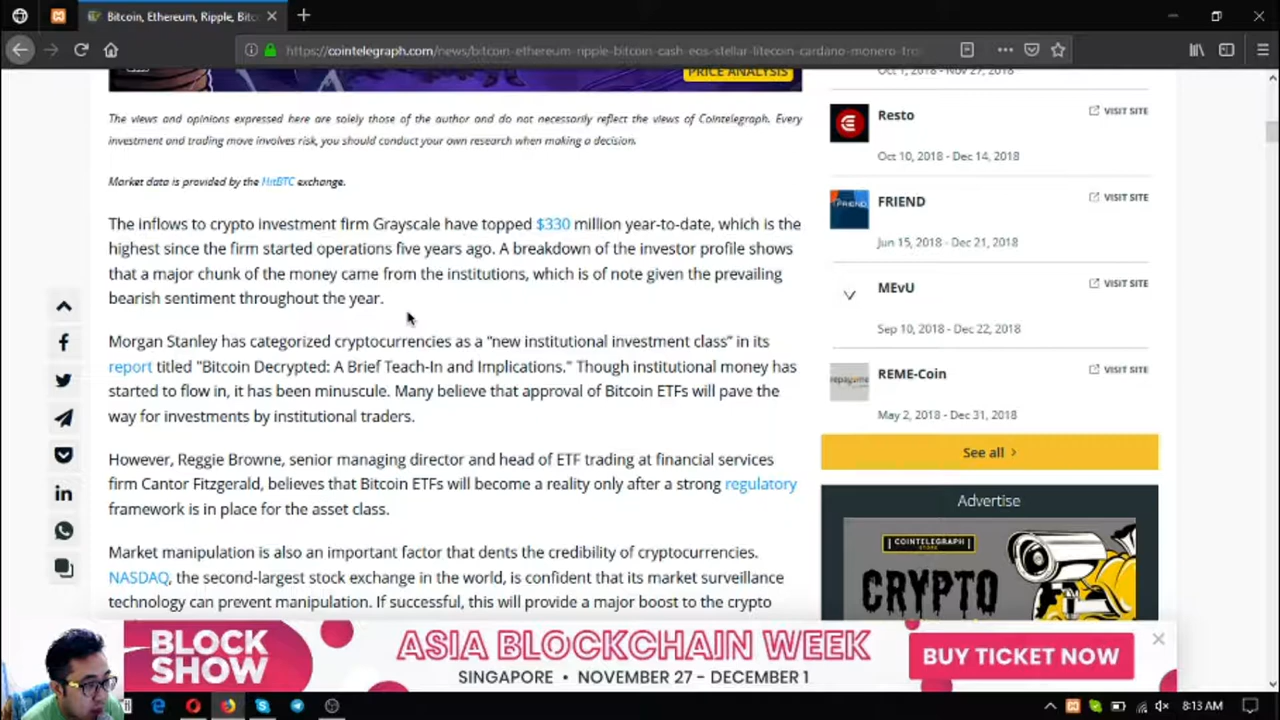 Bitcoin, Ethereum, Ripple, Bitc
https://cointelegraph.com/news/bitcoin-ethereum-ripple-bitcoin-cash-eos-stellar-litecoin-cardano-monero-tro
PRICE ANALYSIS
The views and opinions expressed here are solely those of the author and do not necessarily reflect the views of Cointelegraph. Every
investment and trading move involves risk, you should conduct your own research when making a decision.
Market data is provided by the HitBTC exchange.
The inflows to crypto investment firm Grayscale have topped $330 million year-to-date, which is the
highest since the firm started operations five years ago. A breakdown of the investor profile shows
that a major chunk of the money came from the institutions, which is of note given the prevailing
bearish sentiment throughout the year.
Morgan Stanley has categorized cryptocurrencies as a "new institutional investment class" in its
report titled "Bitcoin Decrypted: A Brief Teach-In and Implications." Though institutional money has
started to flow in, it has been minuscule. Many believe that approval of Bitcoin ETFs will pave the
way for investments by institutional traders.
However, Reggie Browne, senior managing director and head of ETF trading at financial services
firm Cantor Fitzgerald, believes that Bitcoin ETFs will become a reality only after a strong regulatory
framework is in place for the asset class.
Market manipulation is also an important factor that dents the credibility of cryptocurrencies.
NASDAQ, the second-largest stock exchange in the world, is confident that its market surveillance
technology can prevent manipulation. If successful, this will provide a major boost to the crypto
Oct 1, 2018 - Nov 27, 2018
Resto
VISIT SITE
Oct 10, 2018 - Dec 14, 2018
FRIEND
FRIEND
VISIT SITE
Jun 15, 2018 - Dec 21, 2018
MEvU
VISIT SITE
Sep 10, 2018 - Dec 22, 2018
repayme
REME-Coin
VISIT SITE
May 2, 2018 - Dec 31, 2018
See all
Advertise
COINTELEGRAPH
STORE
CRYPTO
BLOCK
SHOW
ASIA BLOCKCHAIN WEEK
SINGAPORE • NOVEMBER 27 - DECEMBER 1
BUY TICKET NOW
8:13 AM